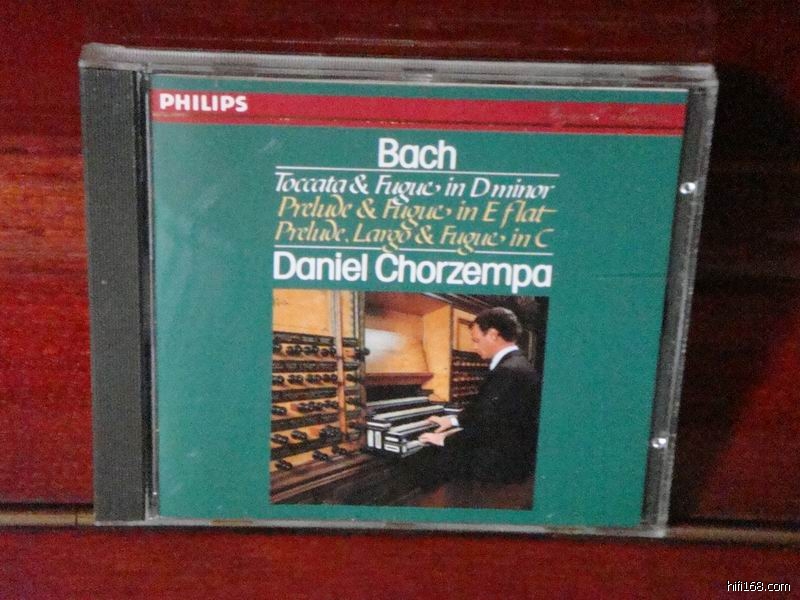 PHILIPS
Bach
Toccata & Fugue in D minor
Prelude & Fugue in E flat
Prelude, Largo & Fugue in C
Daniel Chorzempa
hifi168.com